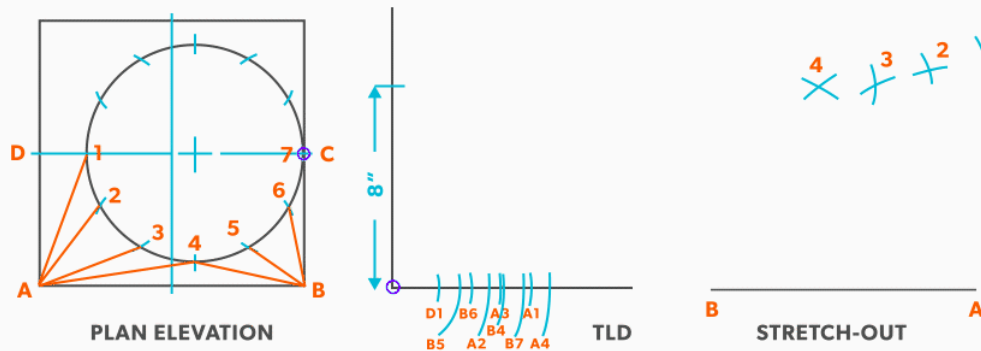 D
1
7
C
2
6
3
4
5
A
B
PLAN ELEVATION
8"
D1
B6
A3
A1
B5
A2
B4
B7
A4
TLD
4
3
2
B
A
STRETCH-OUT